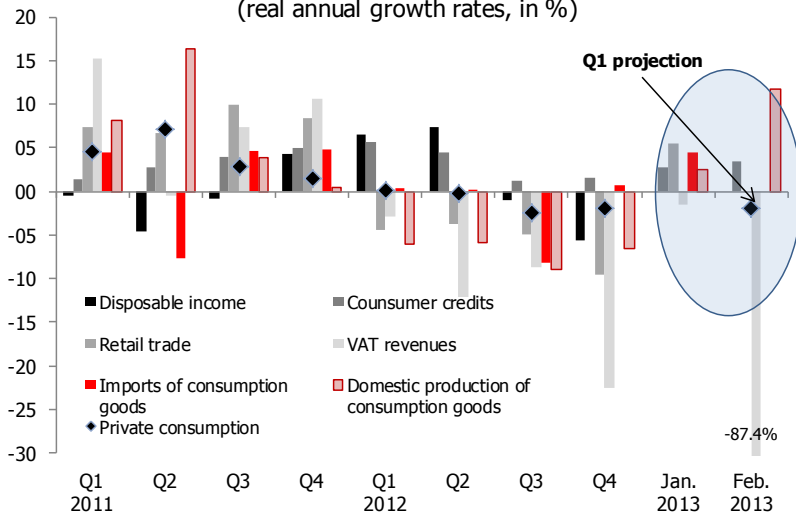 (real annual growth rates, in %)
20
15
10
05
00
-05
-10
-15
-20
-25
-30
Q1 projection
Disposable income
Counsumer credits
Retail trade
VAT revenues
Imports of consumption
goods
Domestic production of
consumption goods
Private consumption
-87.4%
Q1
2011
Q2
Q3
Q4
Q1
2012
Q2
Q3
Q4
Jan.
2013
Feb.
2013